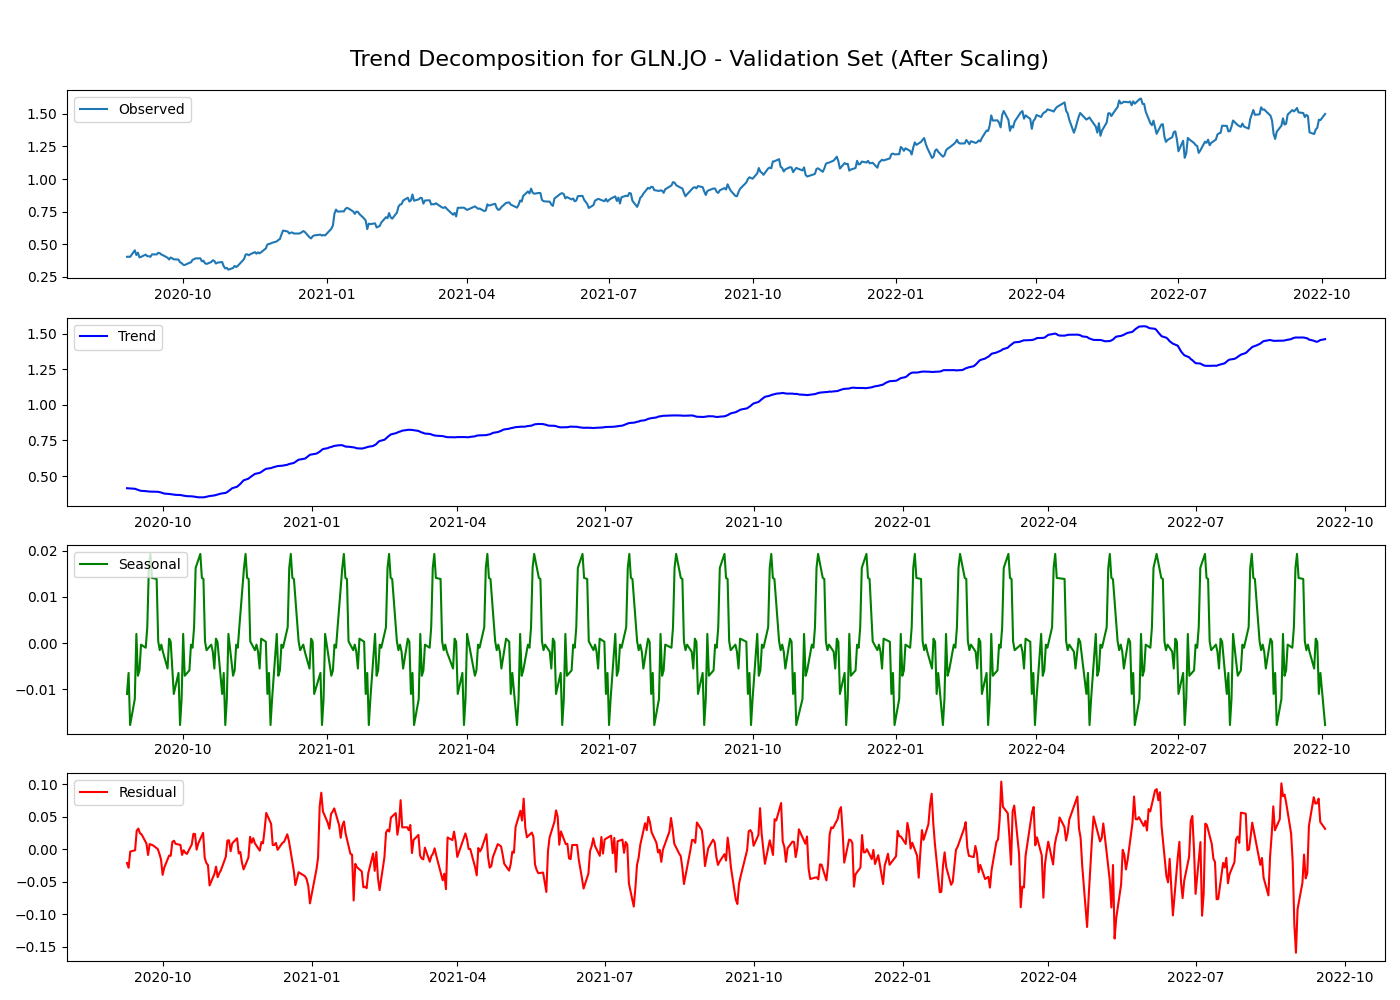 Trend Decomposition for GLN.JO - Validation Set (After Scaling)
Observed
1.50
1.25
1.00
0.75
0.50
0.25
2020-10 2021-01 2021-04 2021-07 2021-10 2022-01 2022-04 2022-07 2022-10
Trend
1.50
1.25
1.00
0.75
0.50
2020-10 2021-01 2021-04 2021-07 2021-10 2022-01 2022-04 2022-07 2022-10
Seasonal
0.02
0.01
0.00
−0.01
2020-10 2021-01 2021-04 2021-07 2021-10 2022-01 2022-04 2022-07 2022-10
Residual
0.10
0.05
0.00
−0.05
−0.10
−0.15
2020-10 2021-01 2021-04 2021-07 2021-10 2022-01 2022-04 2022-07 2022-10